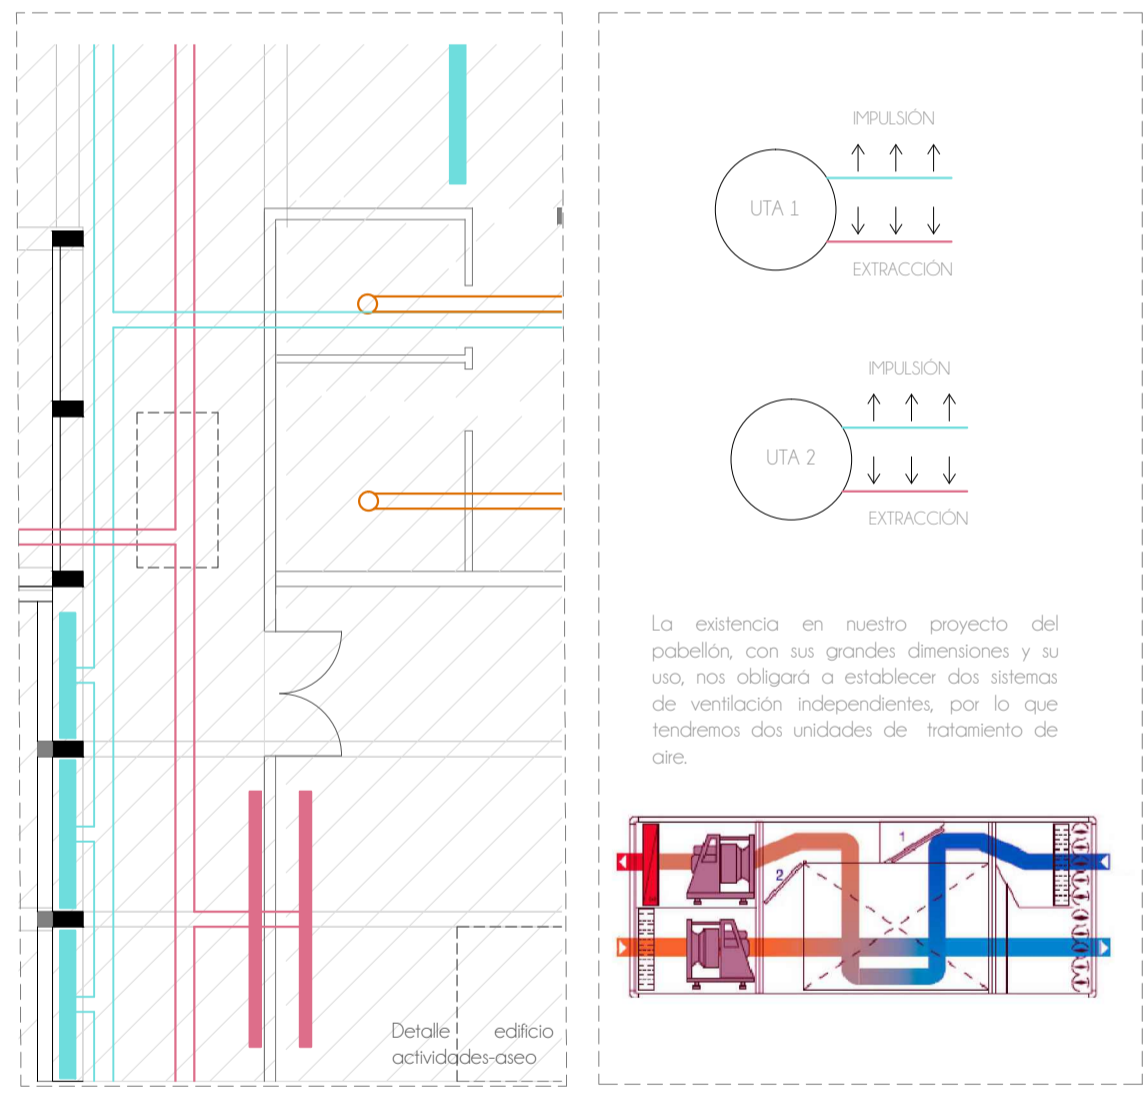 Detalle edificio
actividades-aseo
IMPULSIÓN
UTA 1
EXTRACCIÓN
IMPULSIÓN
UTA 2
EXTRACCIÓN
La existencia en nuestro proyecto del
pabellón, con sus grandes dimensiones y su
uso, nos obligará a establecer dos sistemas
de ventilación independientes, por lo que
tendremos dos unidades de tratamiento de
aire.
1
2